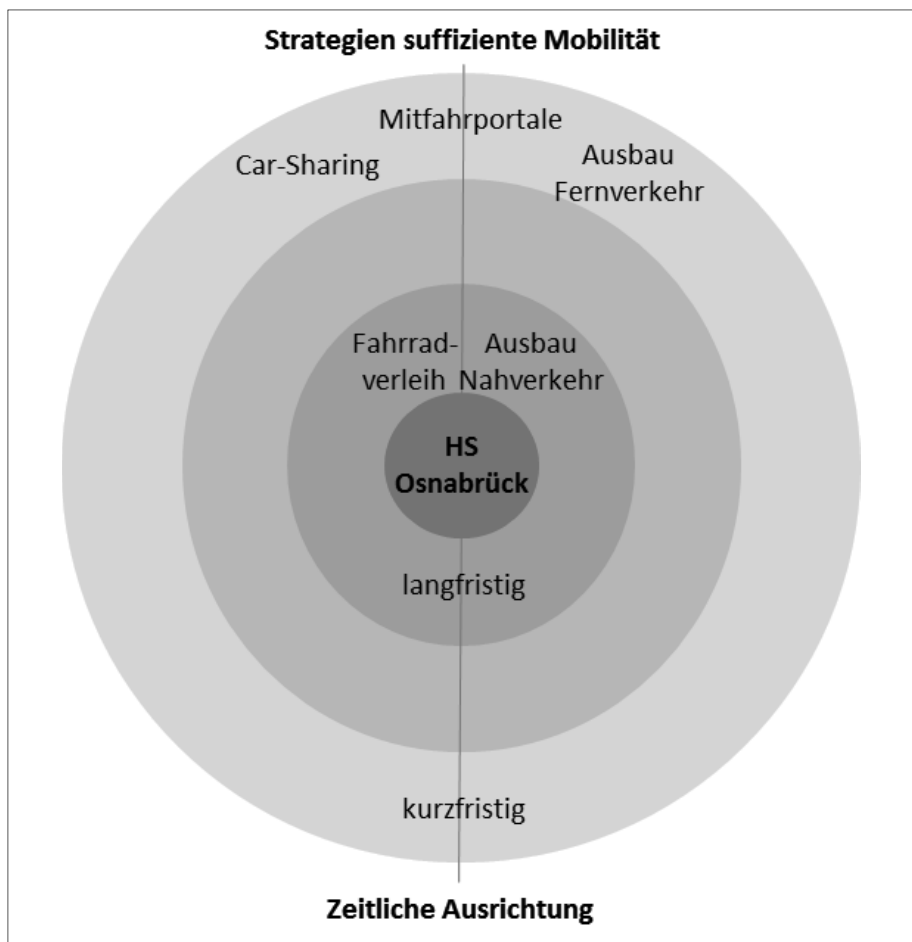 Strategien suffiziente Mobilität
Mitfahrportale
Car-Sharing
Ausbau
Fernverkehr
Fahrrad-
verleih
Ausbau
Nahverkehr
HS
Osnabrück
langfristig
kurzfristig
Zeitliche Ausrichtung